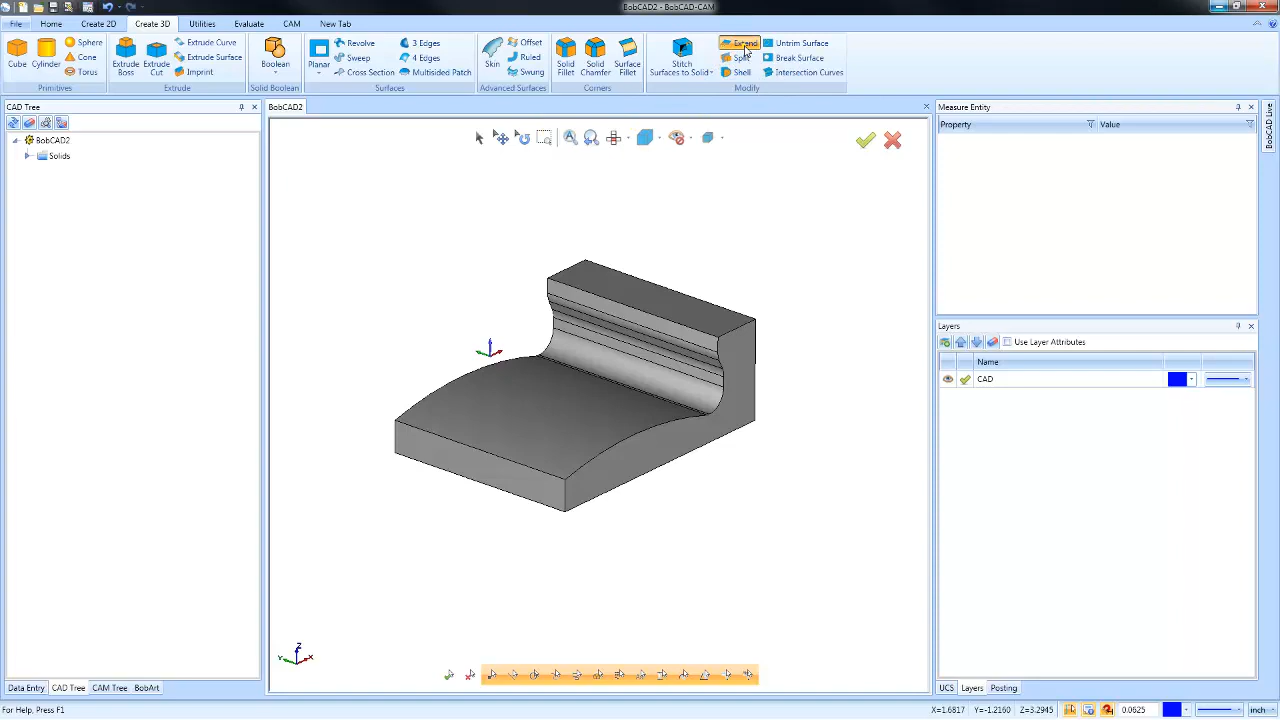 BobCAD2 - BobCAD-CAM
File Home Create 2D Create 3D Utilities Evaluate CAM New Tab
Cube Cylinder Sphere Cone Torus
Primitives
Extrude Boss Extrude Cut Extrude Curve Extrude Surface Imprint
Extrude
Boolean
Solid Boolean
Planar Revolve Sweep Cross Section 3 Edges 4 Edges Multisided Patch
Surfaces
Skin Offset Ruled Swung
Advanced Surfaces
Solid Fillet Solid Chamfer Surface Fillet
Corners
Stitch Surfaces to Solid Extend Split Shell Untrim Surface Break Surface Intersection Curves
Modify
CAD Tree
BobCAD2
Solids
BobCAD2
Z
Y X
Measure Entity
Property Value
BobCAD Live
Layers
Use Layer Attributes
Name
CAD
Data Entry CAD Tree CAM Tree BobArt
UCS Layers Posting
For Help, Press F1
X=1.6817 Y=-1.2160 Z=3.2945 0.0625 inch